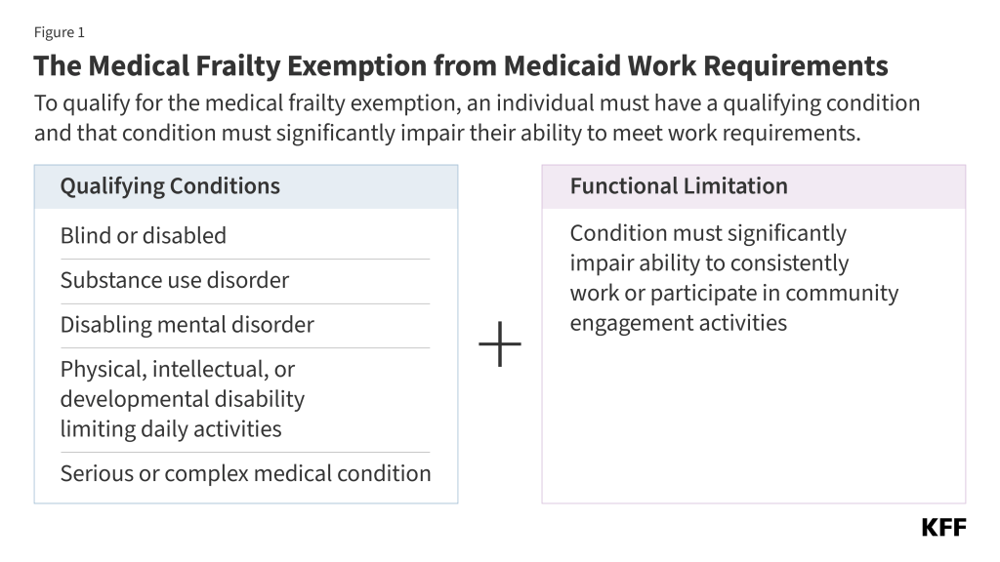 Figure 1
The Medical Frailty Exemption from Medicaid Work Requirements
To qualify for the medical frailty exemption, an individual must have a qualifying condition
and that condition must significantly impair their ability to meet work requirements.
Qualifying Conditions
Blind or disabled
Substance use disorder
Disabling mental disorder
Physical, intellectual, or
developmental disability
limiting daily activities
Serious or complex medical condition
+
Functional Limitation
Condition must significantly
impair ability to consistently
work or participate in community
engagement activities
KFF